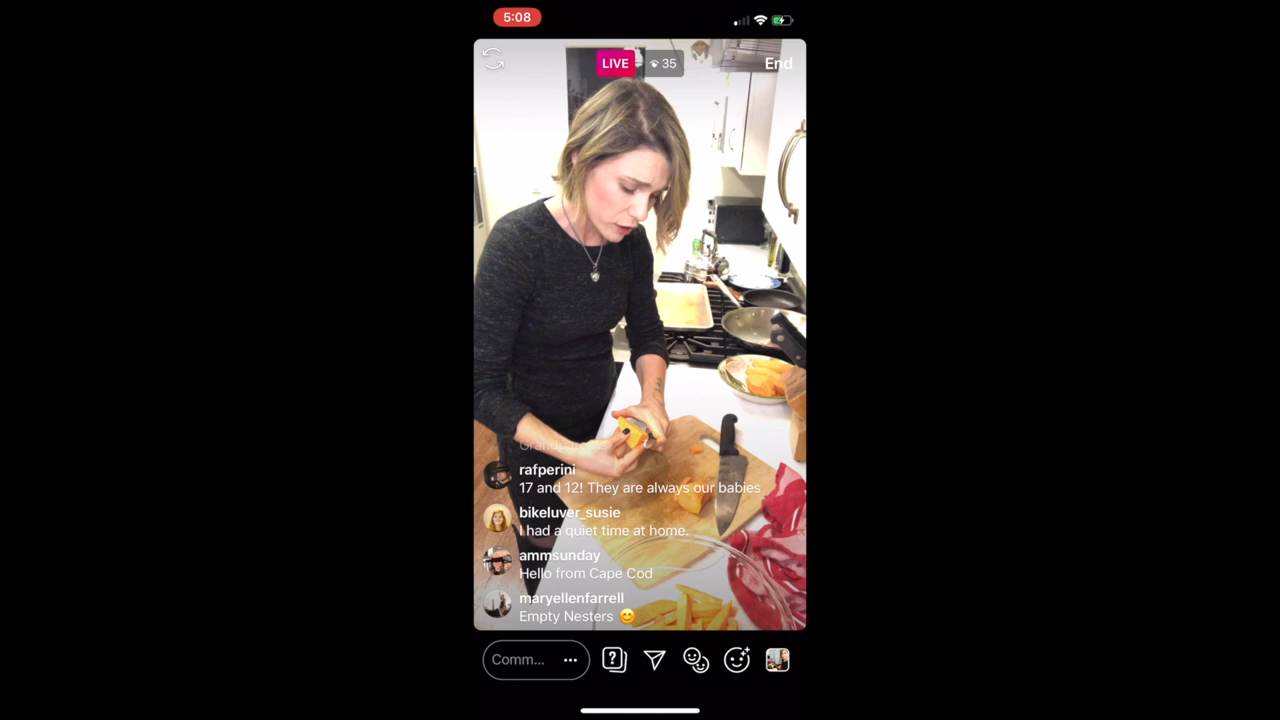 5:08
LIVE
35
End
rafperini
17 and 12! They are always our babies
bikeluver_susie
I had a quiet time at home.
ammsunday
Hello from Cape Cod
maryellenfarrell
Empty Nesters 😊
Comm...